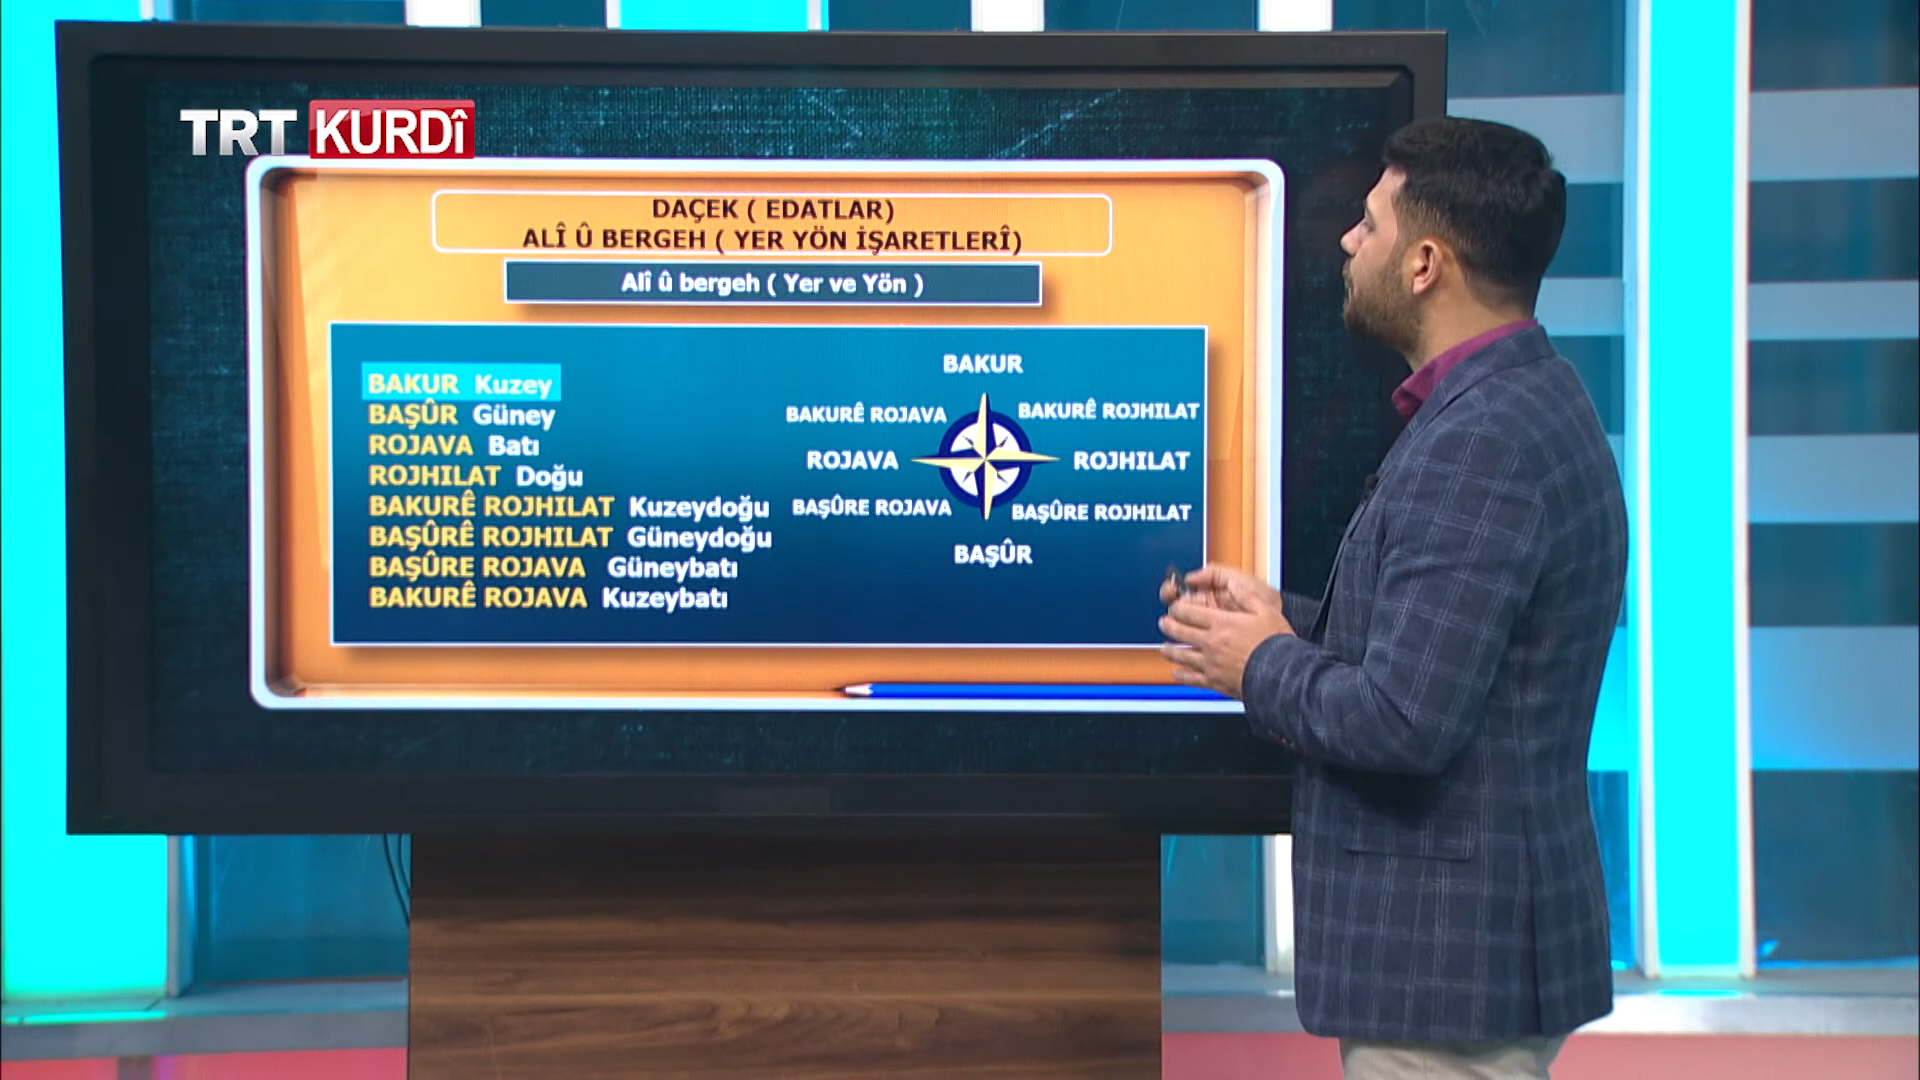 TRT KURDÎ
DAÇEK ( EDATLAR)
ALÎ Û BERGEH ( YER YÖN İŞARETLERÎ)
Alî û bergeh ( Yer ve Yön )
BAKUR Kuzey
BAŞÛR Güney
ROJAVA Batı
ROJHILAT Doğu
BAKURÊ ROJHILAT Kuzeydoğu
BAŞÛRÊ ROJHILAT Güneydoğu
BAŞÛRE ROJAVA Güneybatı
BAKURÊ ROJAVA Kuzeybatı
BAKUR
BAKURÊ ROJAVA
BAKURÊ ROJHILAT
ROJAVA
ROJHILAT
BAŞÛRE ROJAVA
BAŞÛRE ROJHILAT
BAŞÛR